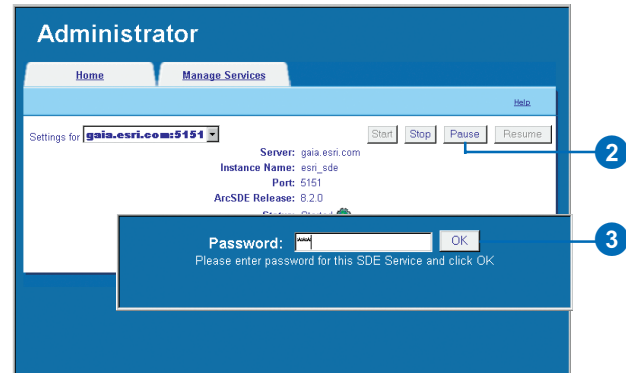 Administrator
Home Manage Services
Help
Settings for gaia.esri.com:5151 Start Stop Pause Resume
2
Server: gaia.esri.com
Instance Name: esri_sde
Port: 5151
ArcSDE Release: 8.2.0
Status: Started
Password: *** OK
3
Please enter password for this SDE Service and click OK